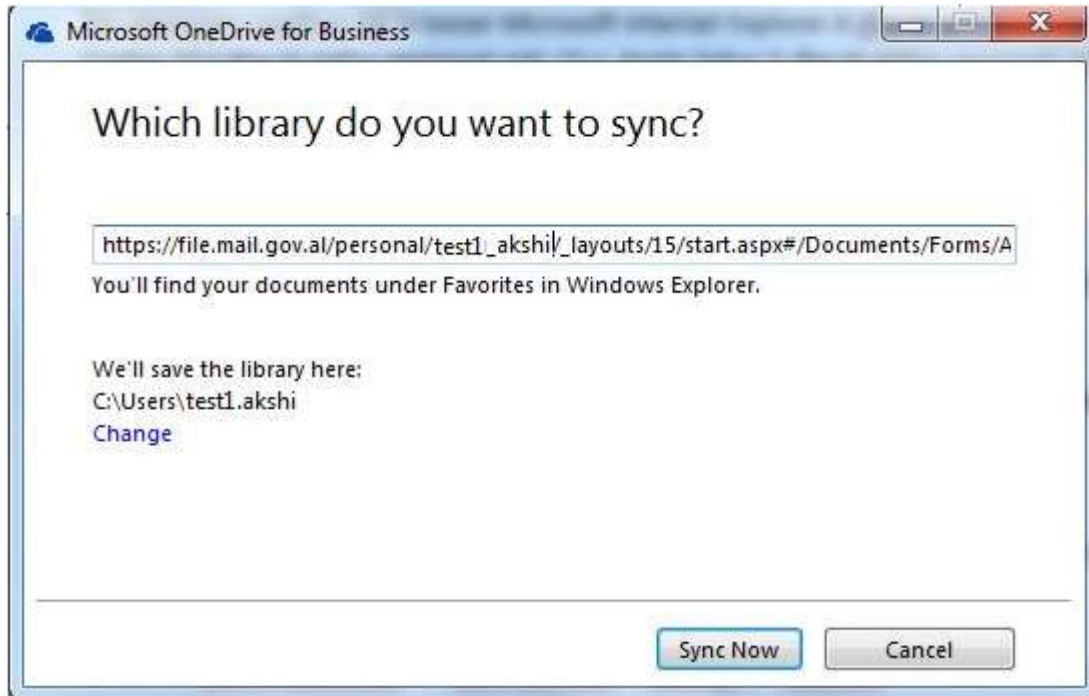 Microsoft OneDrive for Business
Which library do you want to sync?
https://file.mail.gov.al/personal/test1_akshi/_layouts/15/start.aspx#/Documents/Forms/A
You'll find your documents under Favorites in Windows Explorer.
We'll save the library here:
C:\Users\test1.akshi
Change
Sync Now
Cancel